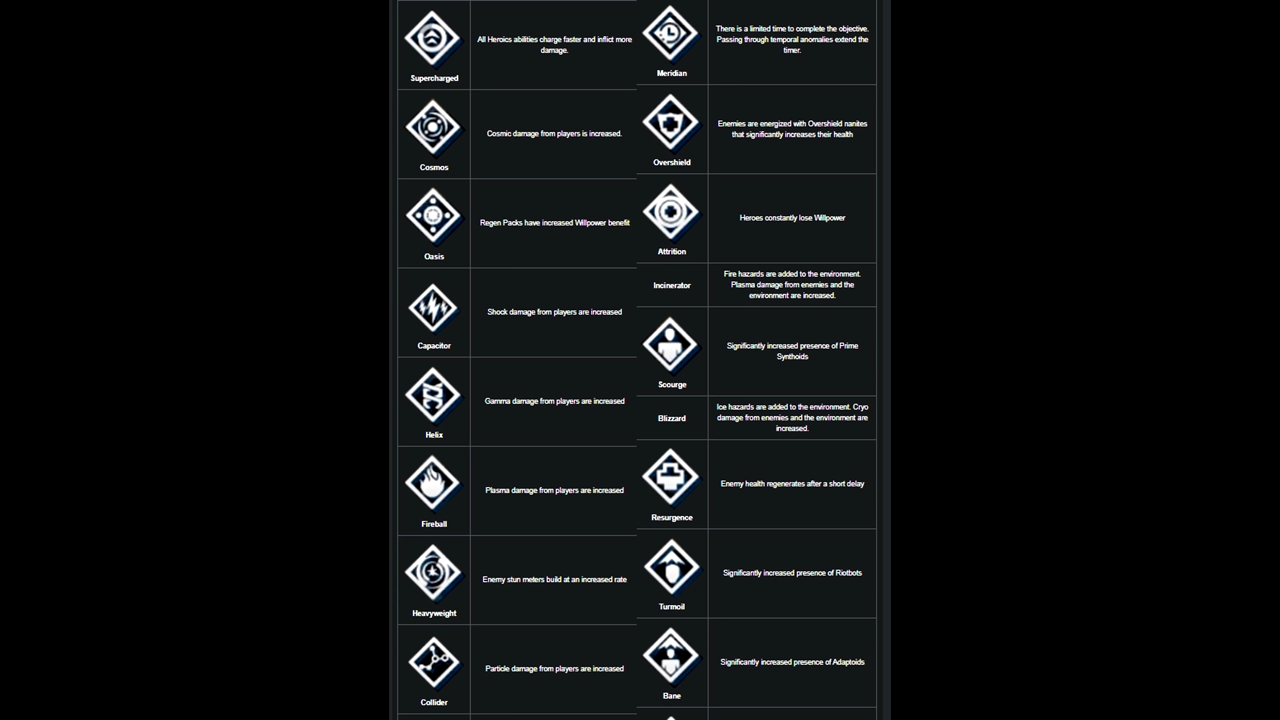 All Heroics abilities charge faster and inflict more
damage.
Supercharged
Cosmic damage from players is increased.
Cosmos
Regen Packs have increased Willpower benefit
Oasis
Shock damage from players are increased
Capacitor
Gamma damage from players are increased
Helix
Plasma damage from players are increased
Fireball
Enemy stun meters build at an increased rate
Heavyweight
Particle damage from players are increased
Collider
There is a limited time to complete the objective.
Passing through temporal anomalies extend the
timer.
Meridian
Enemies are energized with Overshield nanites
that significantly increases their health
Overshield
Heroes constantly lose Willpower
Attrition
Incinerator
Fire hazards are added to the environment.
Plasma damage from enemies and the
environment are increased.
Significantly increased presence of Prime
Synthoids
Scourge
Blizzard
Ice hazards are added to the environment. Cryo
damage from enemies and the environment are
increased.
Enemy health regenerates after a short delay
Resurgence
Significantly increased presence of Riotbots
Turmoil
Significantly increased presence of Adaptoids
Bane